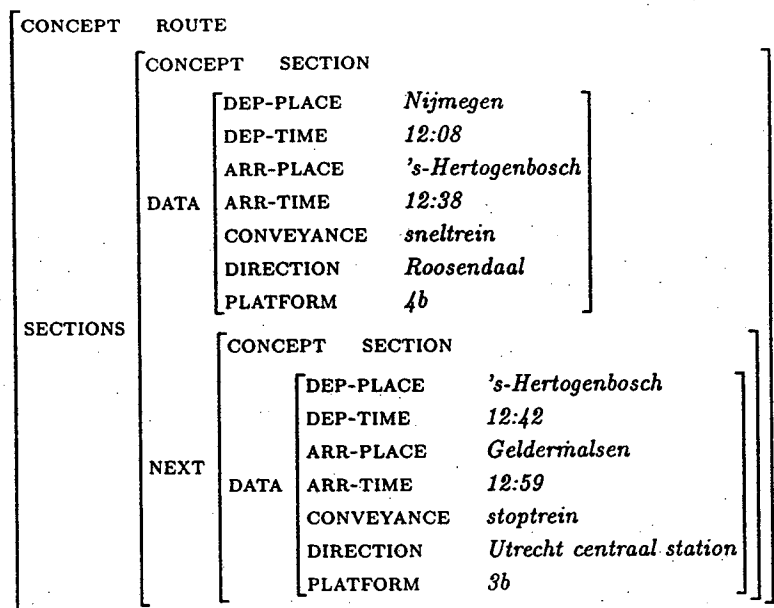 CONCEPT ROUTE
CONCEPT SECTION
DEP-PLACE Nijmegen
DEP-TIME 12:08
ARR-PLACE 's-Hertogenbosch
DATA ARR-TIME 12:38
CONVEYANCE sneltrein
DIRECTION Roosendaal
PLATFORM 4b
SECTIONS
CONCEPT SECTION
DEP-PLACE 's-Hertogenbosch
DEP-TIME 12:42
ARR-PLACE Geldermalsen
NEXT
DATA ARR-TIME 12:59
CONVEYANCE stoptrein
DIRECTION Utrecht centraal station
PLATFORM 3b